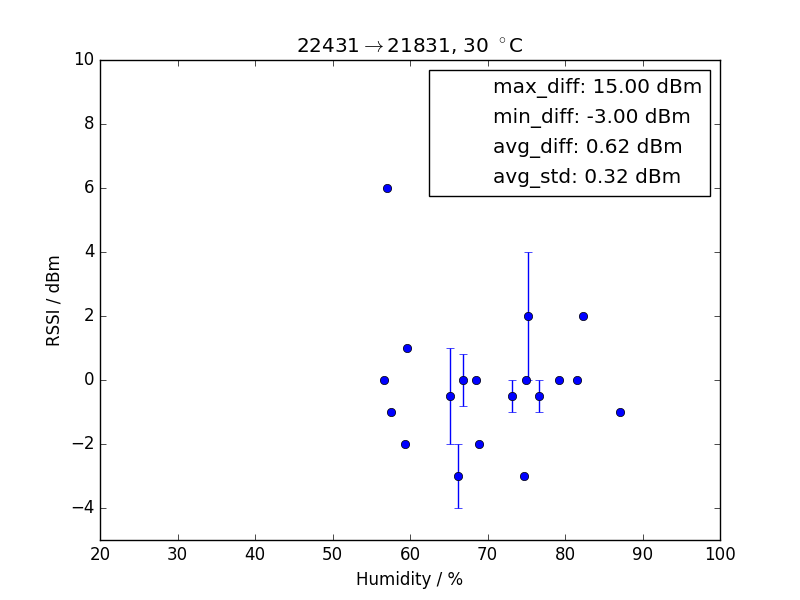 22431→21831, 30 °C
max_diff: 15.00 dBm
min_diff: -3.00 dBm
avg_diff: 0.62 dBm
avg_std: 0.32 dBm
10
8
6
4
2
0
−2
−4
RSSI / dBm
20 30 40 50 60 70 80 90 100
Humidity / %